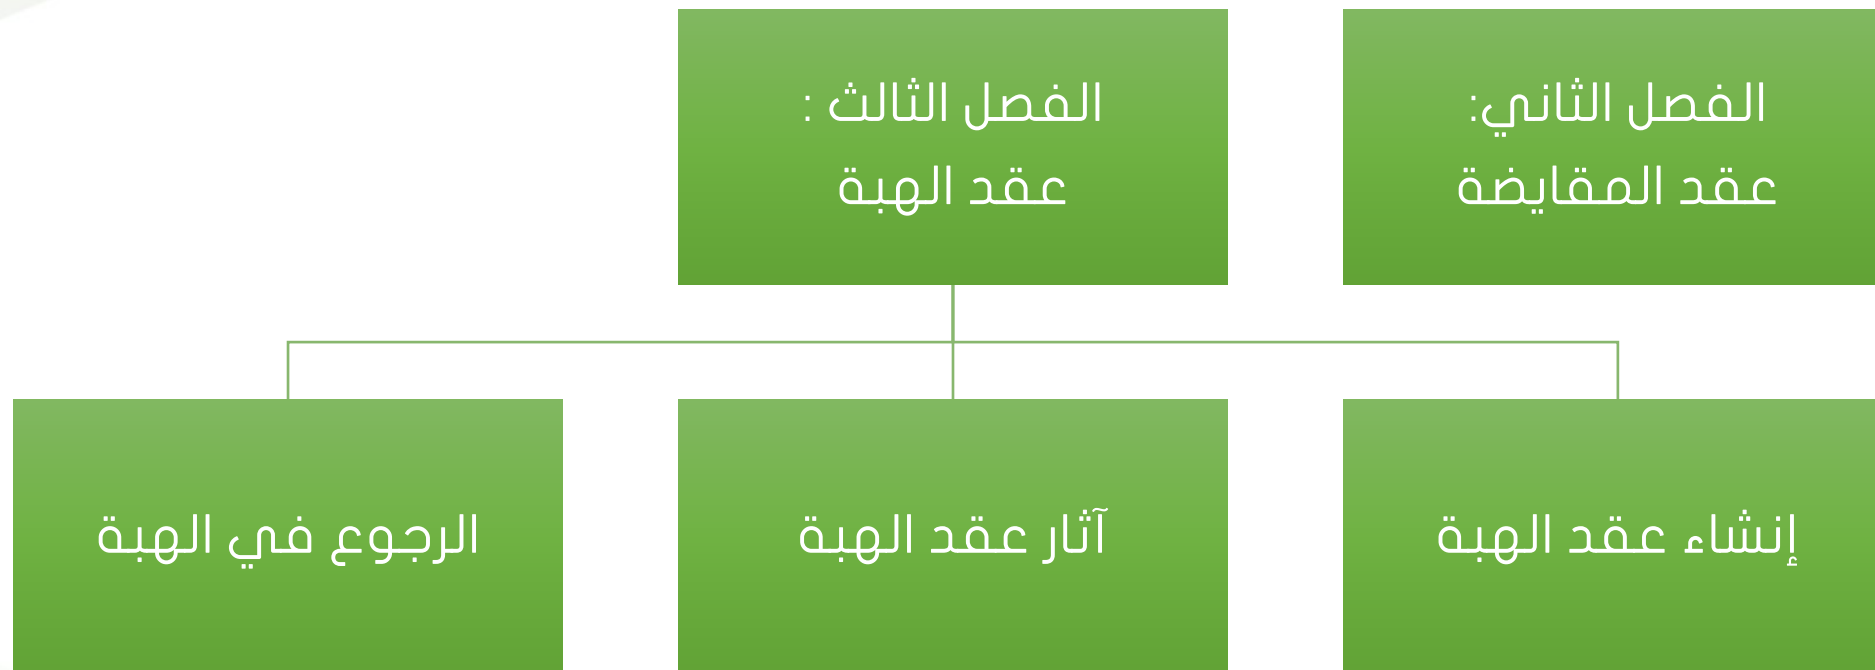 الفصل الثاني:
عقد المقايضة
الفصل الثالث :
عقد الهبة
إنشاء عقد الهبة
آثار عقد الهبة
الرجوع في الهبة